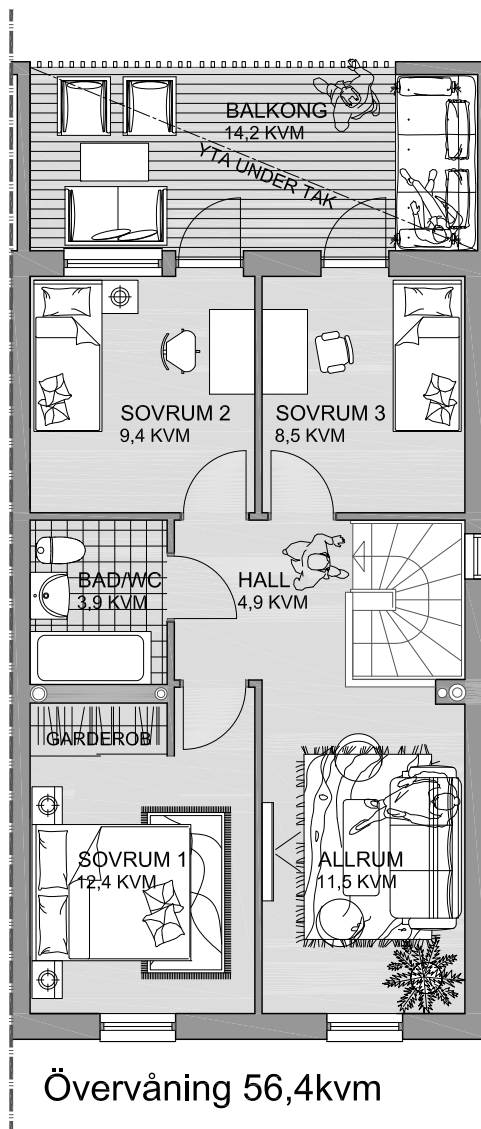 BALKONG
14,2 KVM
YTA UNDER TAK
SOVRUM 2
9,4 KVM
SOVRUM 3
8,5 KVM
BAD/WC
3,9 KVM
HALL
4,9 KVM
GARDEROB
SOVRUM 1
12,4 KVM
ALLRUM
11,5 KVM
Övervåning 56,4kvm